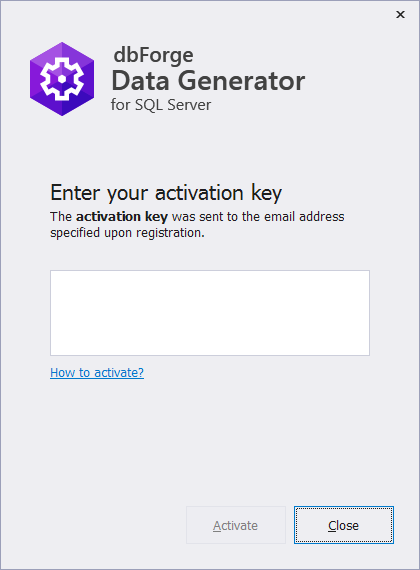 dbForge
Data Generator
for SQL Server
Enter your activation key
The activation key was sent to the email address
specified upon registration.
How to activate?
Activate
Close